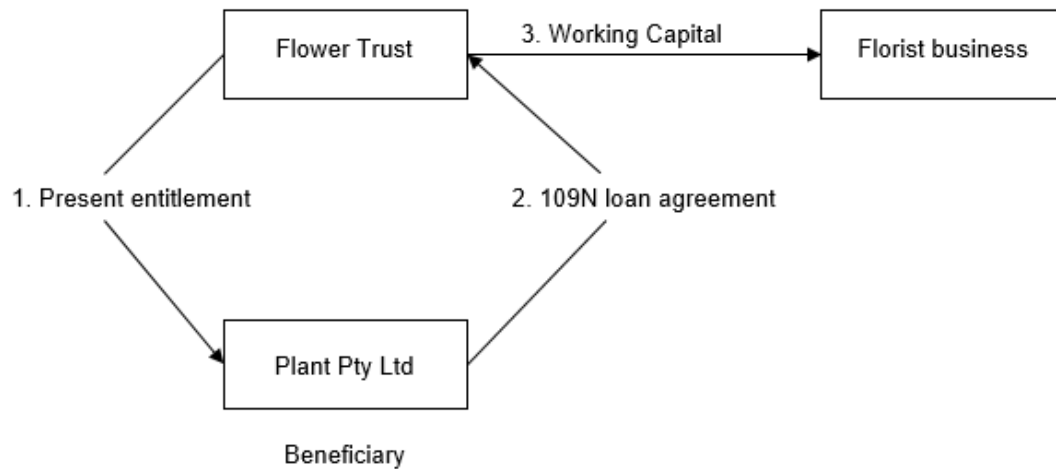 Flower Trust
3. Working Capital
Florist business
1. Present entitlement
2. 109N loan agreement
Plant Pty Ltd
Beneficiary